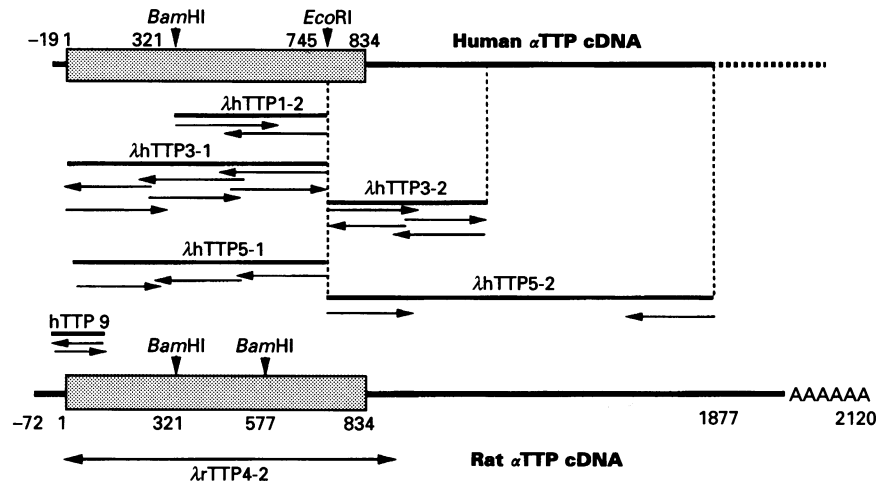 BamHI EcoRI
−19 1 321 745 834 Human αTTP cDNA
λhTTP1-2
λhTTP3-1
λhTTP3-2
λhTTP5-1
λhTTP5-2
hTTP 9
BamHI BamHI
AAAAAA
−72 1 321 577 834 1877 2120
λrTTP4-2 Rat αTTP cDNA